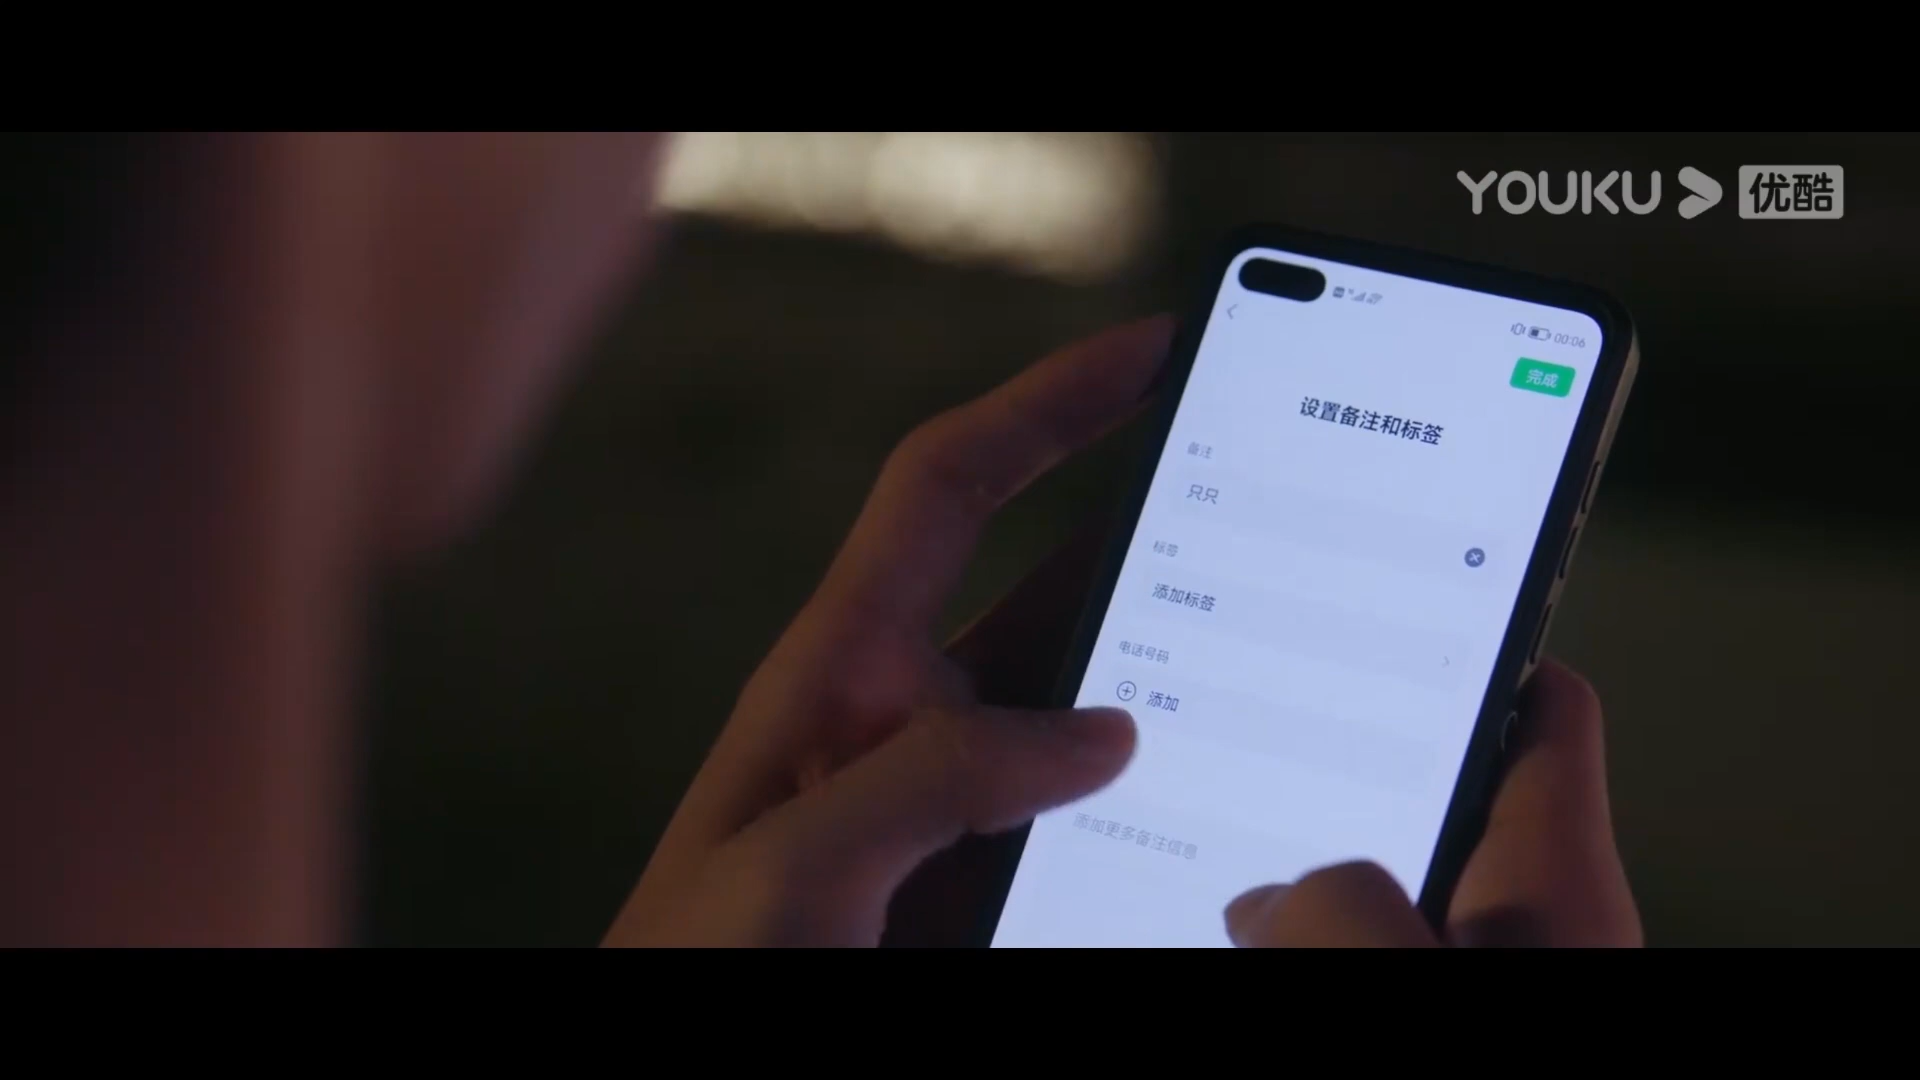 YOUKU 优酷
00:06
完成
设置备注和标签
备注
只只
标签
添加标签
电话号码
添加
添加更多备注信息